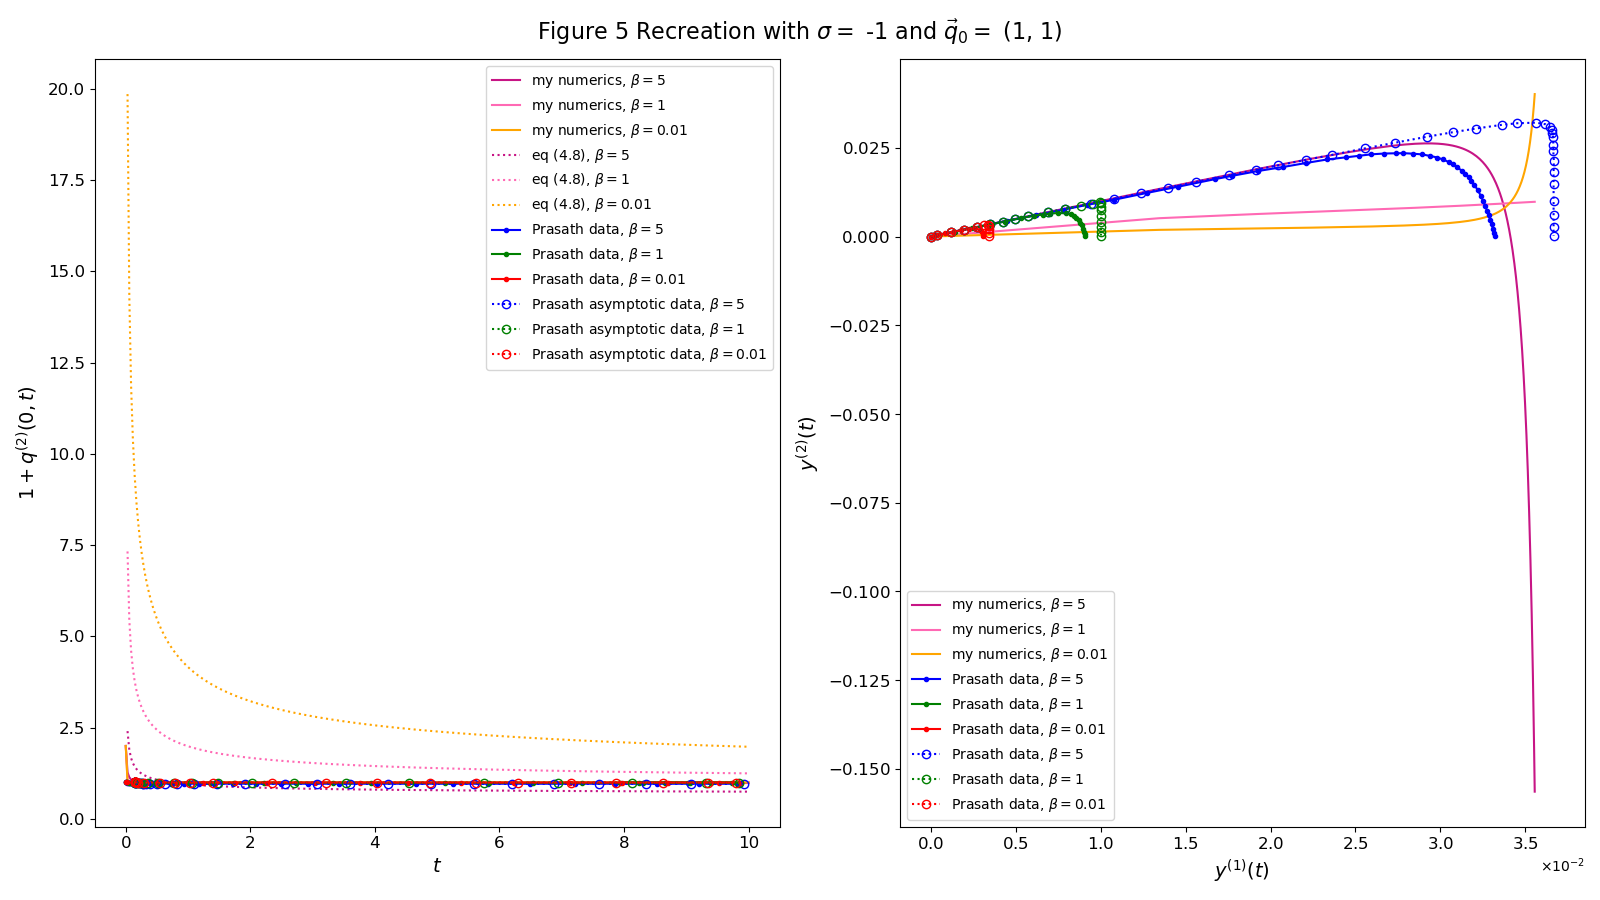 Figure 5 Recreation with σ = -1 and q⃗₀ = (1, 1)
1 + q⁽²⁾(0, t)
20.0
17.5
15.0
12.5
10.0
7.5
5.0
2.5
0.0
0
2
4
6
8
10
t
my numerics, β = 5
my numerics, β = 1
my numerics, β = 0.01
eq (4.8), β = 5
eq (4.8), β = 1
eq (4.8), β = 0.01
Prasath data, β = 5
Prasath data, β = 1
Prasath data, β = 0.01
Prasath asymptotic data, β = 5
Prasath asymptotic data, β = 1
Prasath asymptotic data, β = 0.01
y⁽²⁾(t)
0.025
0.000
−0.025
−0.050
−0.075
−0.100
−0.125
−0.150
my numerics, β = 5
my numerics, β = 1
my numerics, β = 0.01
Prasath data, β = 5
Prasath data, β = 1
Prasath data, β = 0.01
Prasath data, β = 5
Prasath data, β = 1
Prasath data, β = 0.01
0.0
0.5
1.0
1.5
2.0
2.5
3.0
3.5
×10⁻²
y⁽¹⁾(t)